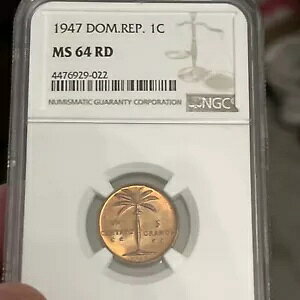 1947 DOM.REP. 1C
MS 64 RD
4476929-022
NUMISMATIC GUARANTY CORPORATION
NGC